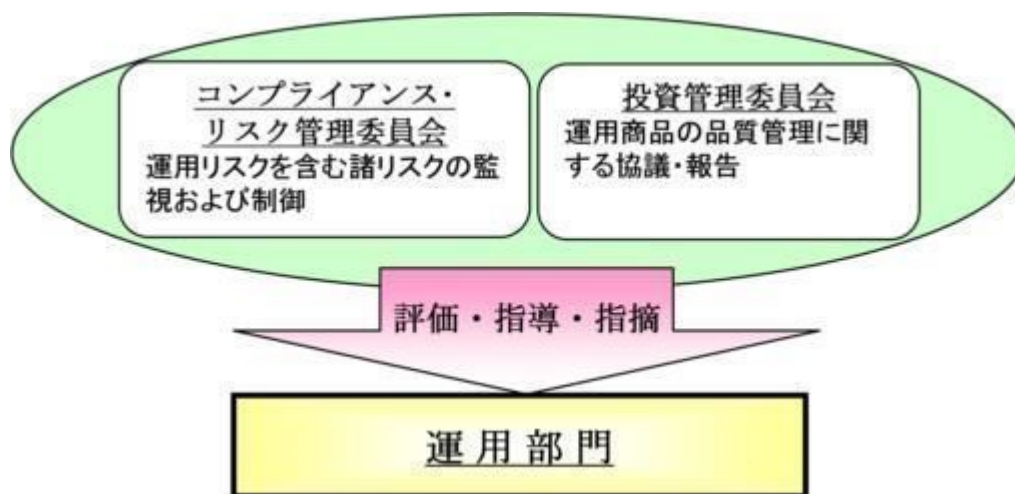 コンプライアンス・
リスク管理委員会
運用リスクを含む諸リスクの監
視および制御
投資管理委員会
運用商品の品質管理に関
する協議・報告
評価・指導・指摘
運用部門